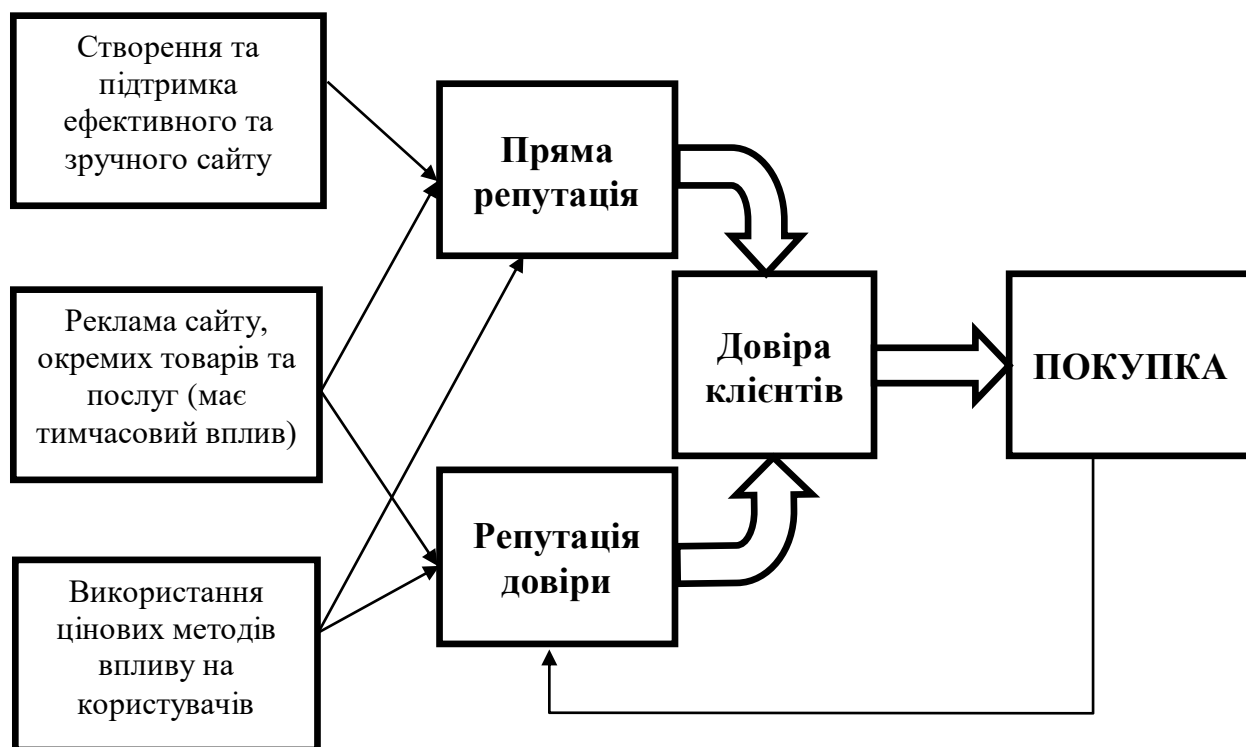 Створення та
підтримка
ефективного та
зручного сайту
Реклама сайту,
окремих товарів та
послуг (має
тимчасовий вплив)
Використання
цінових методів
впливу на
користувачів
Пряма
репутація
Репутація
довіри
Довіра
клієнтів
ПОКУПКА